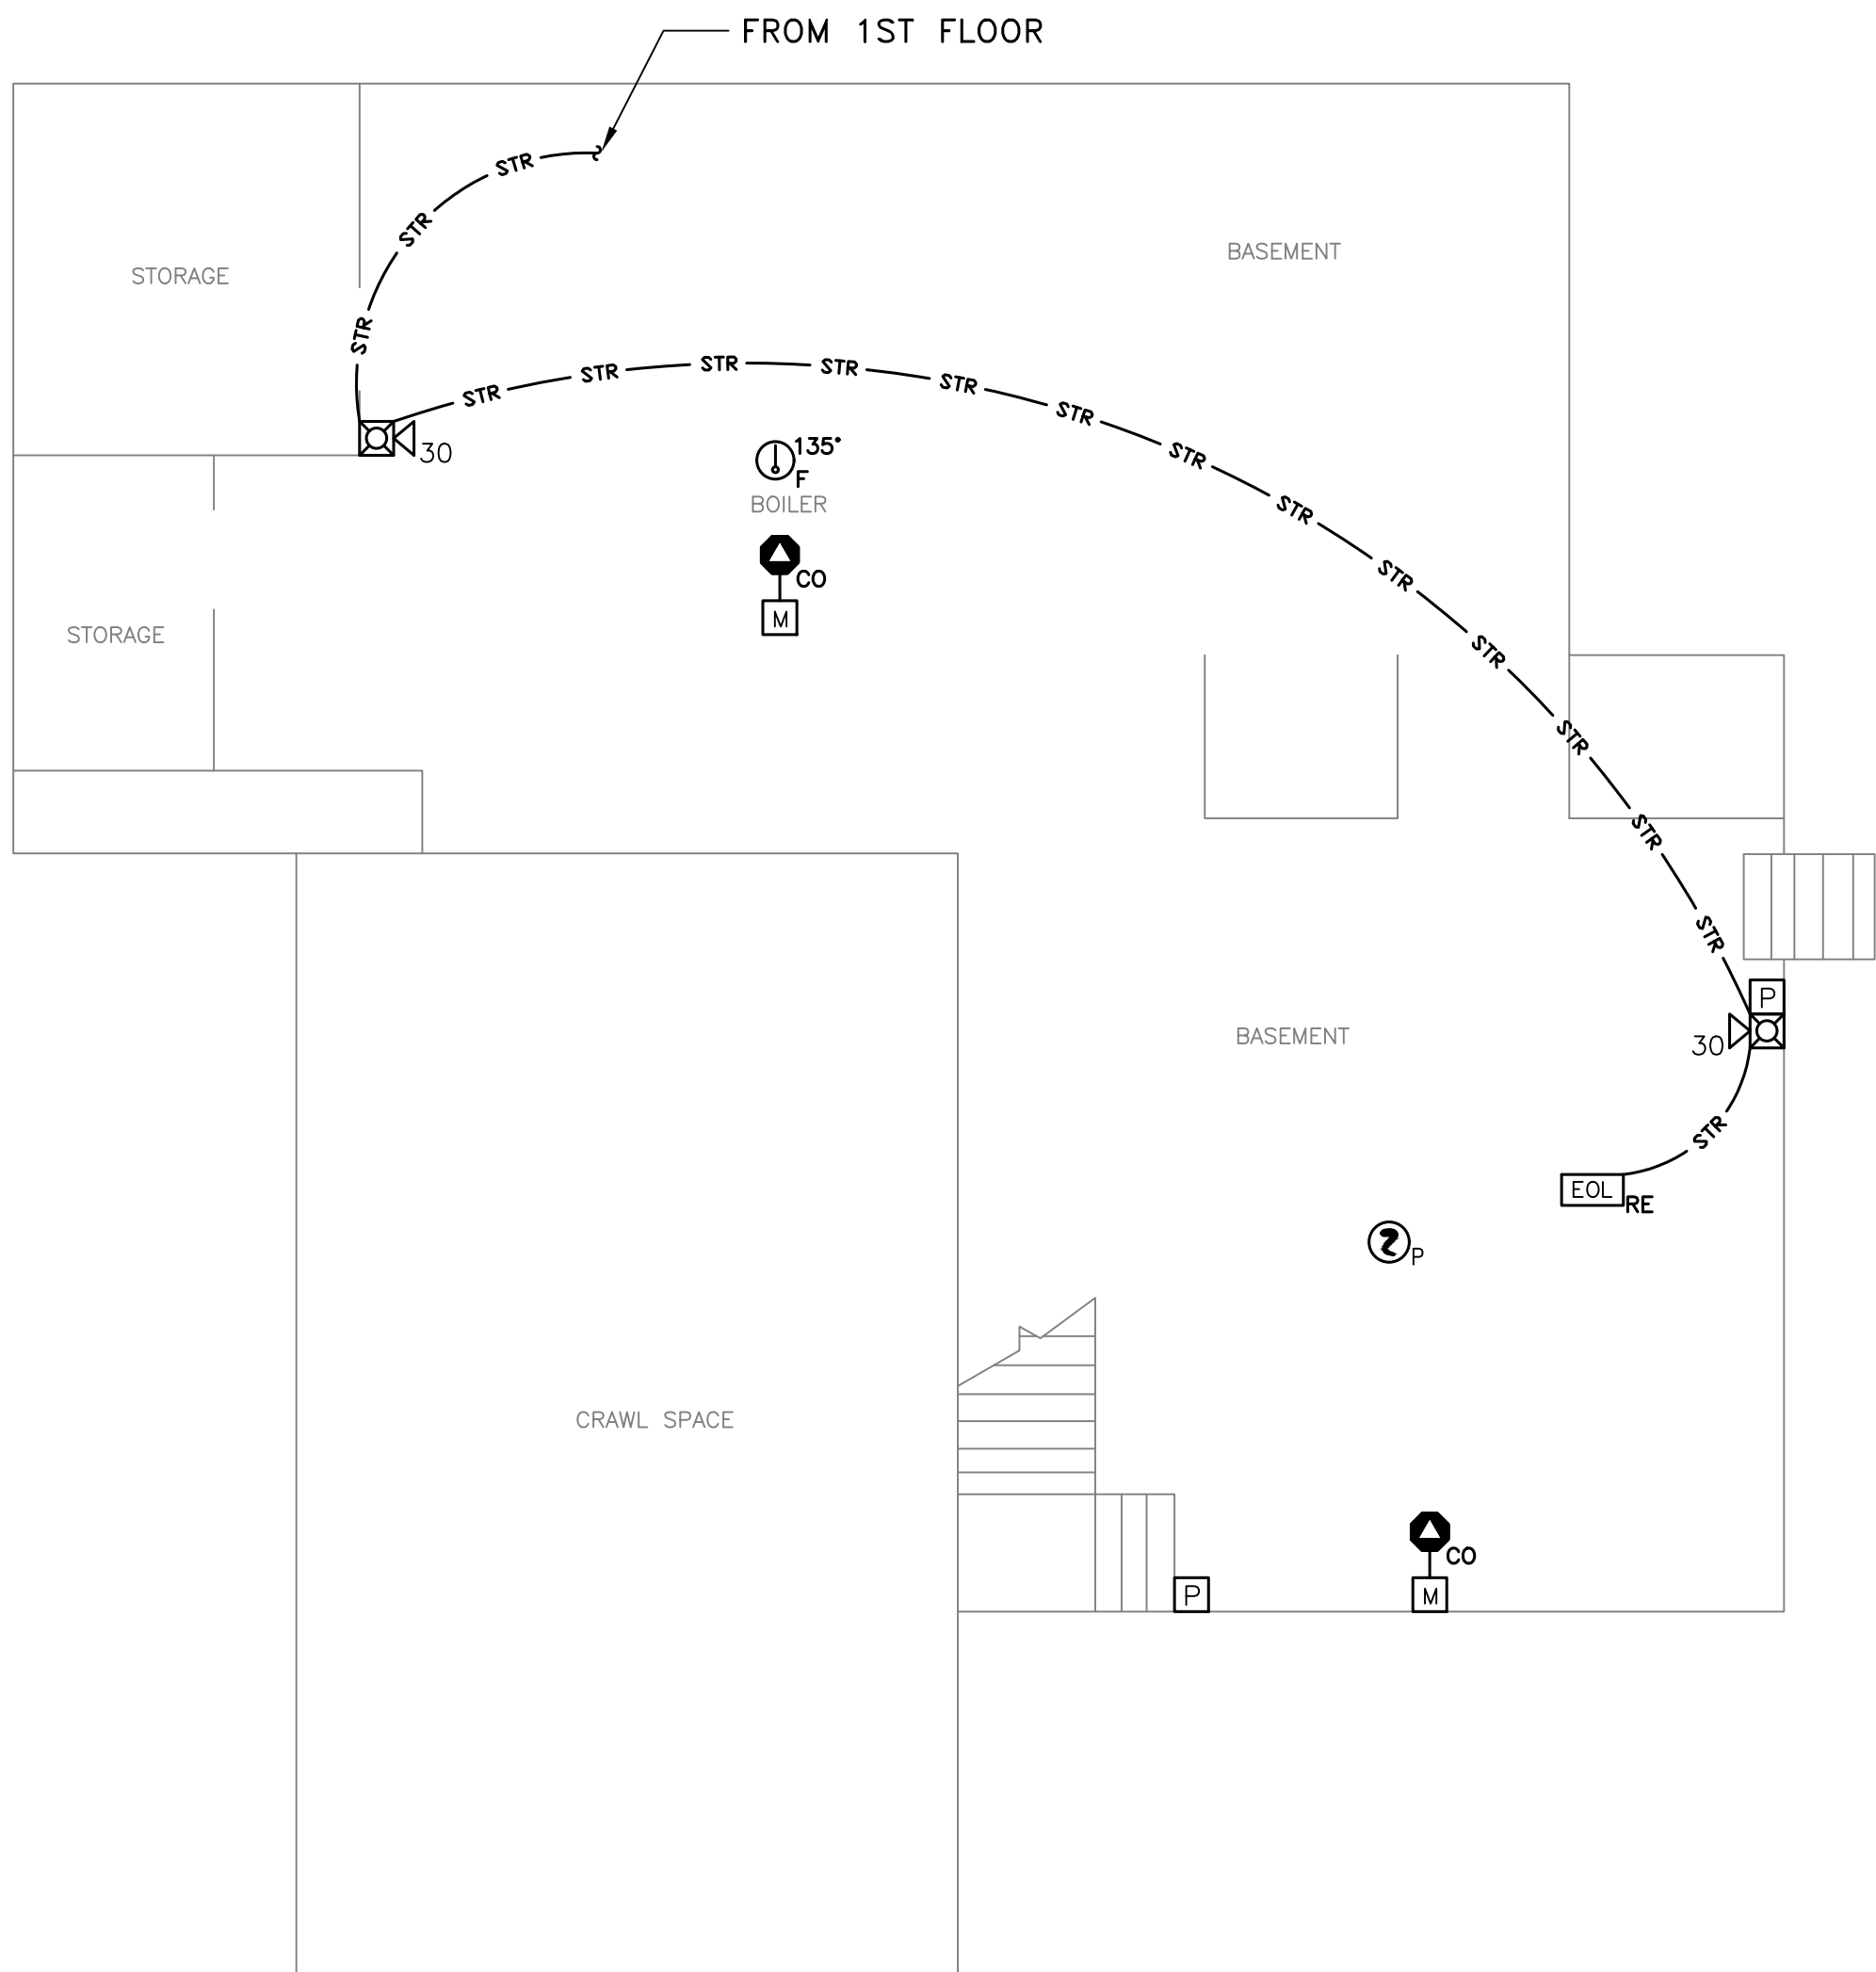 FROM 1ST FLOOR
STR
STR
STR
BASEMENT
STORAGE
STR
STR
STR
STR
STR
STR
STR
STR
STR
STR
STR
STR
STR
30
135°
F
BOILER
CO
M
STORAGE
P
30
BASEMENT
STR
EOL
RE
P
CRAWL SPACE
CO
P
M